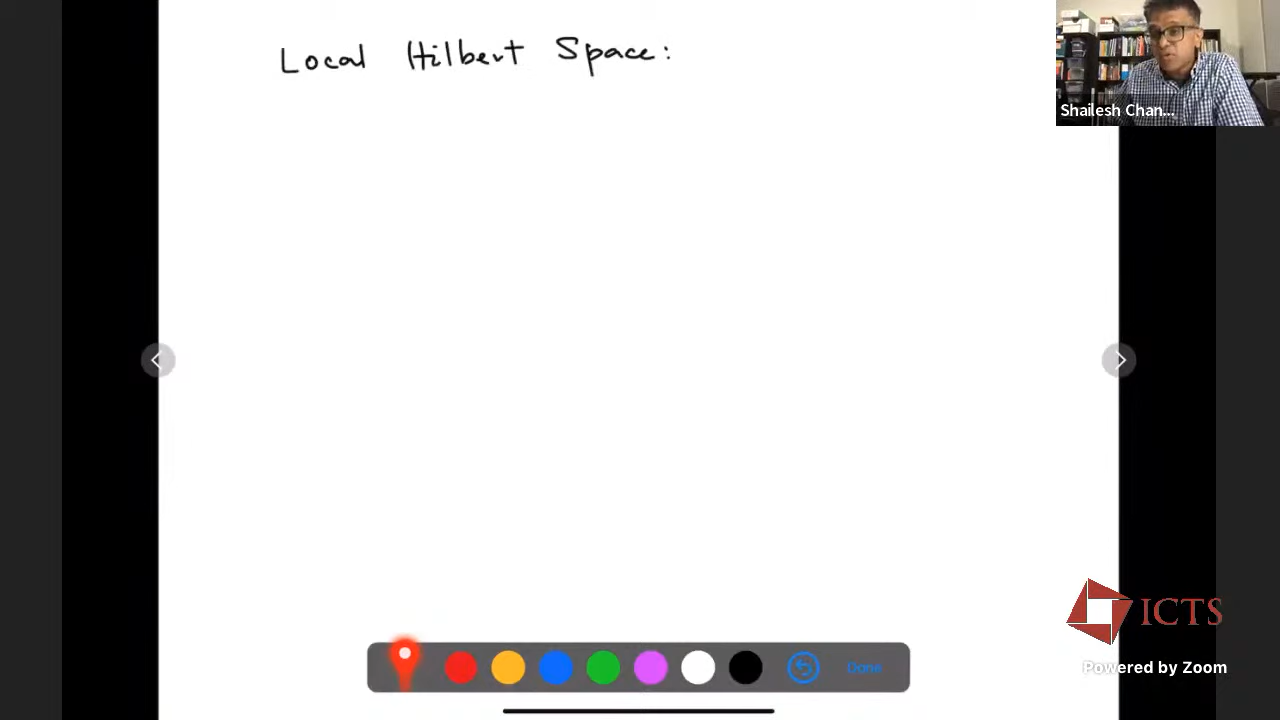 Local Hilbert Space:
Shailesh Chan...
Done
ICTS
Powered by Zoom